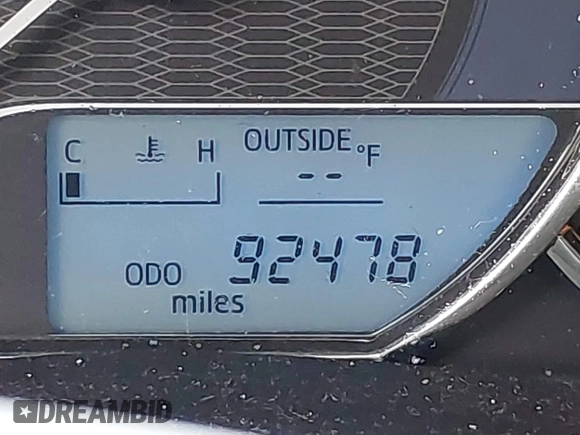 C H OUTSIDE °F
--
ODO 92478
miles
DREAMBID